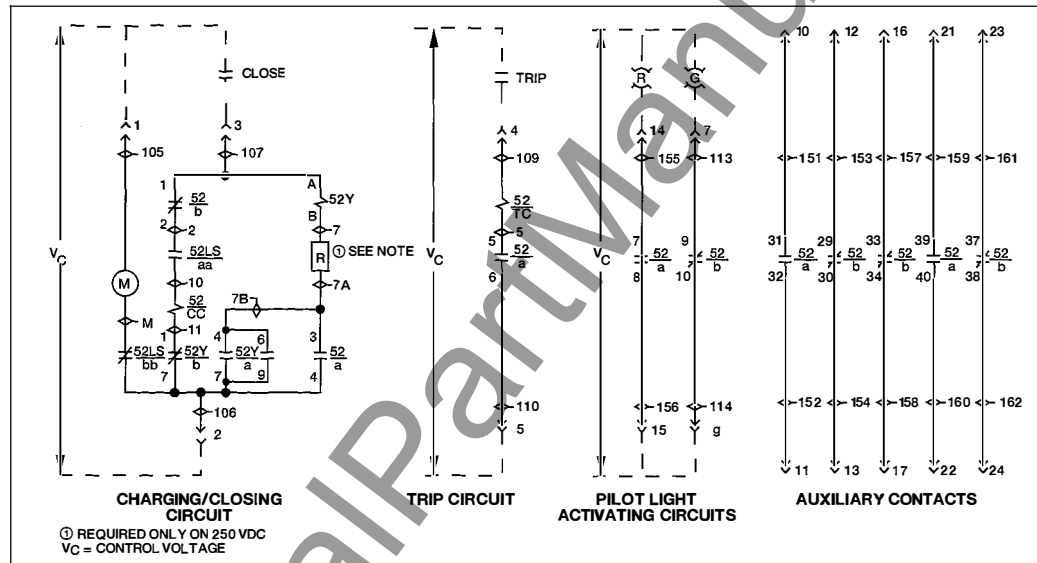 CLOSE
1
3
105
107
1
A
52
b
52Y
B
2
2
7
52LS
aa
R
① SEE NOTE
VC
10
7A
M
52
CC
7B
M
1
11
4
6
3
52LS
bb
52Y
b
52Y
a
52
a
7
7
9
4
106
2
CHARGING/CLOSING
CIRCUIT
① REQUIRED ONLY ON 250 VDC
VC = CONTROL VOLTAGE
TRIP
4
109
52
TC
5
5
VC
52
a
6
110
5
TRIP CIRCUIT
R
G
14
7
155
113
VC
7
52
a
8
9
52
b
10
156
114
15
g
PILOT LIGHT
ACTIVATING CIRCUITS
10
12
16
21
23
151
153
157
159
161
31
52
a
32
29
52
b
30
33
52
b
34
39
52
a
40
37
52
b
38
152
154
158
160
162
11
13
17
22
24
AUXILIARY CONTACTS